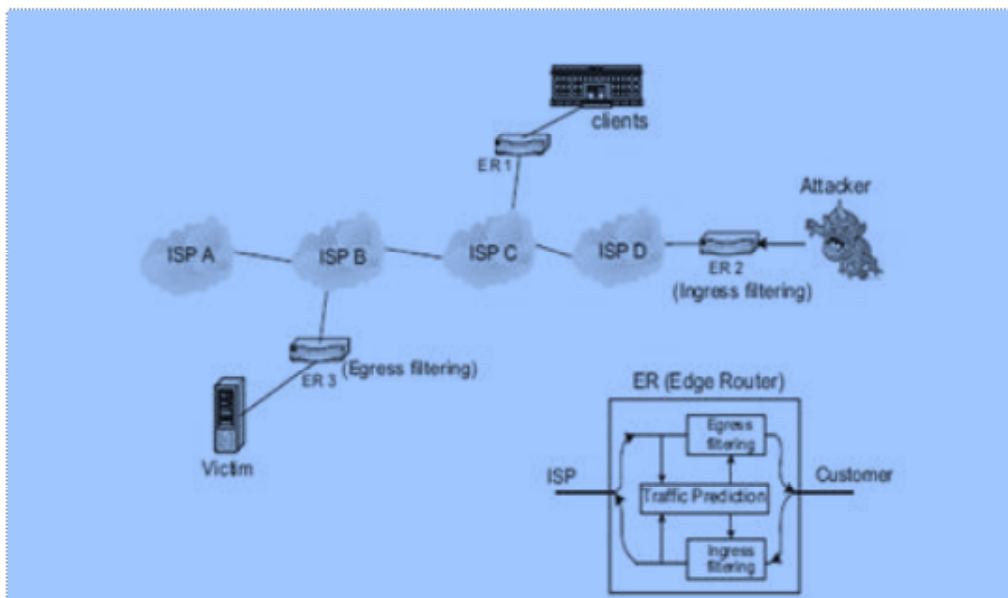 clients
ER 1
Attacker
ISP A
ISP B
ISP C
ISP D
ER 2
(Ingress filtering)
ER 3
(Egress filtering)
Victim
ER (Edge Router)
Egress
filtering
ISP
Traffic Prediction
Customer
Ingress
filtering